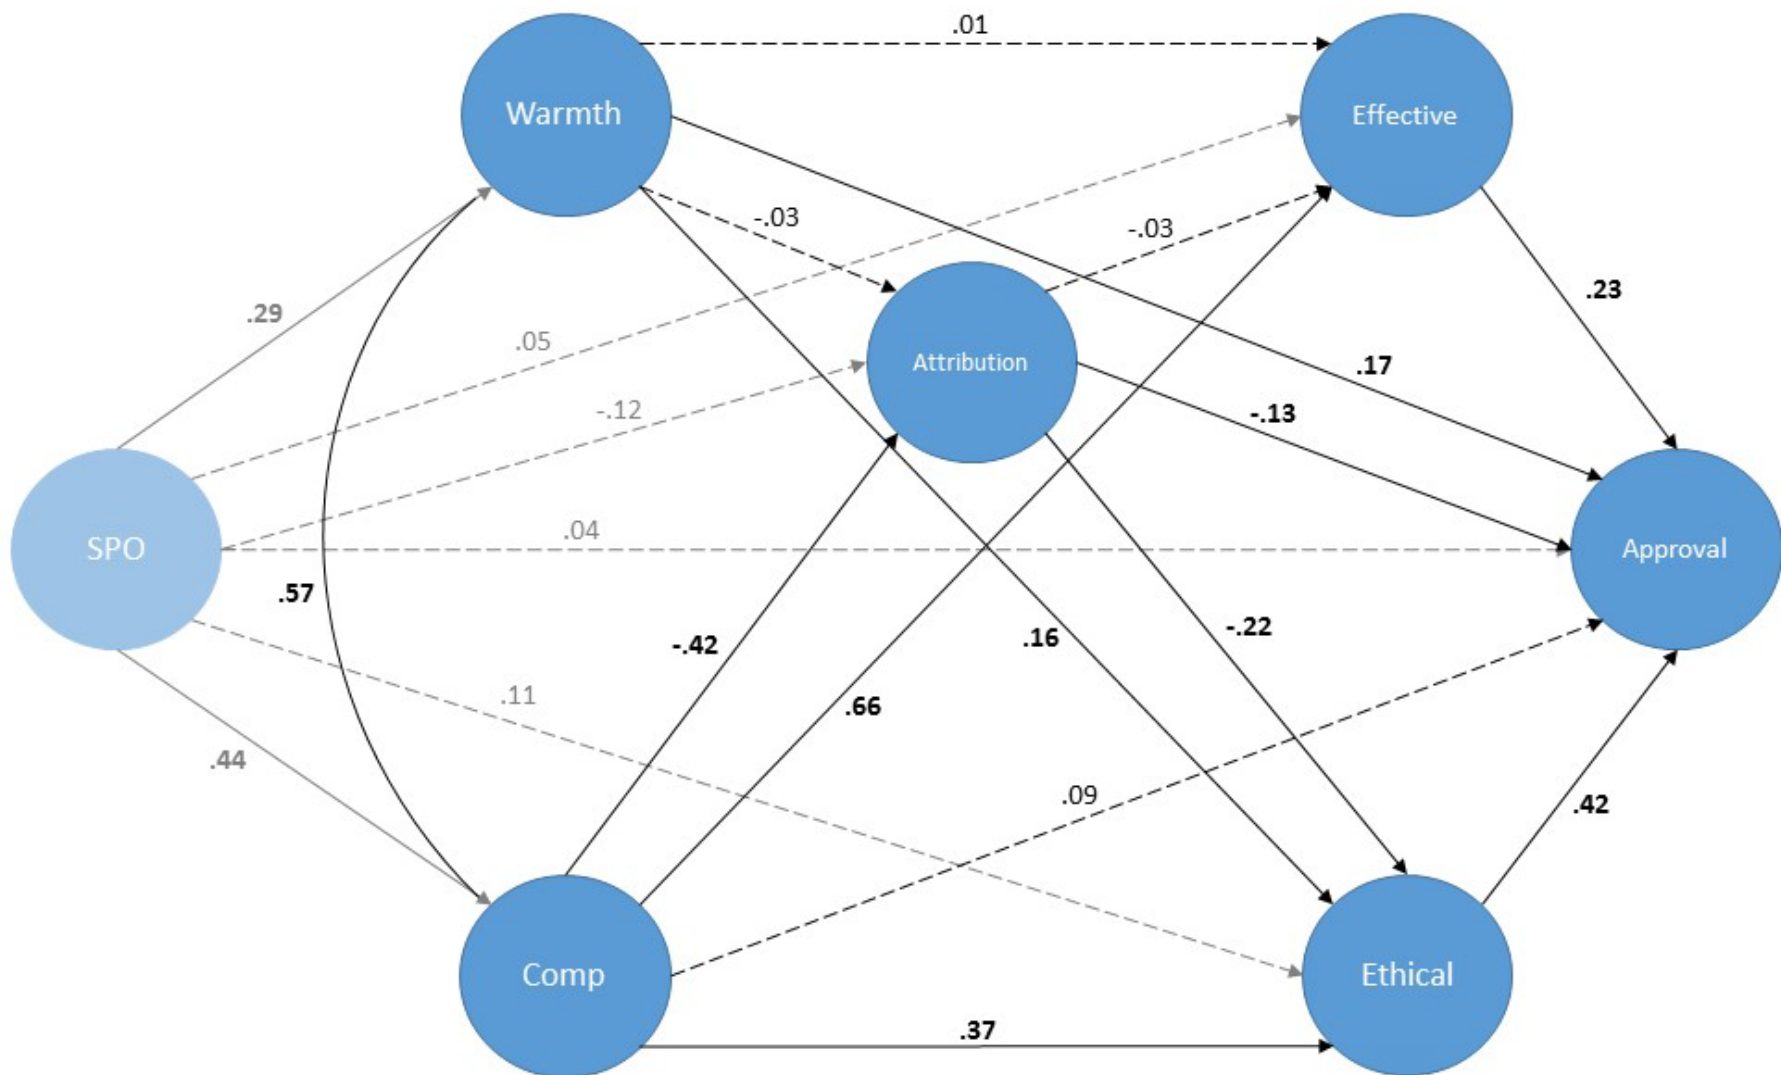 .01
Warmth
Effective
-.03
-.03
.29
.23
.05
Attribution
.17
-.12
-.13
SPO
.04
Approval
.57
-.42
.16
-.22
.11
.66
.44
.09
.42
Comp
Ethical
.37